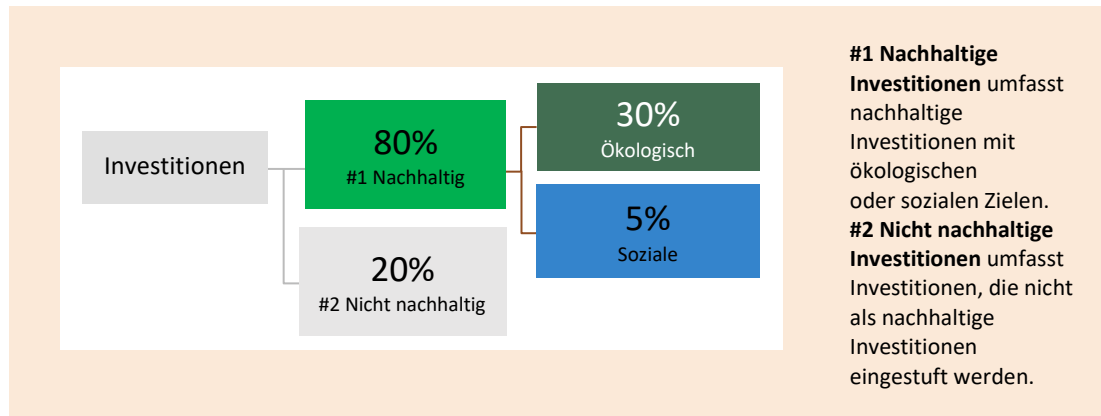 Investitionen
80%
#1 Nachhaltig
20%
#2 Nicht nachhaltig
30%
Ökologisch
5%
Soziale
#1 Nachhaltige
Investitionen umfasst
nachhaltige
Investitionen mit
ökologischen
oder sozialen Zielen.
#2 Nicht nachhaltige
Investitionen umfasst
Investitionen, die nicht
als nachhaltige
Investitionen
eingestuft werden.